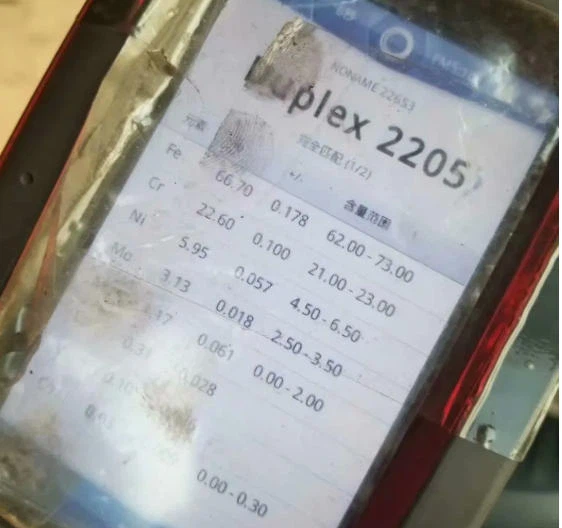 NONAME 22653
Duplex 2205
完全匹配 (1/2)
元素 +/- 含量范围
Fe 66.70 0.178 62.00 - 73.00
Cr 22.60 0.100 21.00 - 23.00
Ni 5.95 0.057 4.50 - 6.50
Mo 3.13 0.018 2.50 - 3.50
0.061 0.00 - 2.00
0.31 0.028
0.00 - 0.30